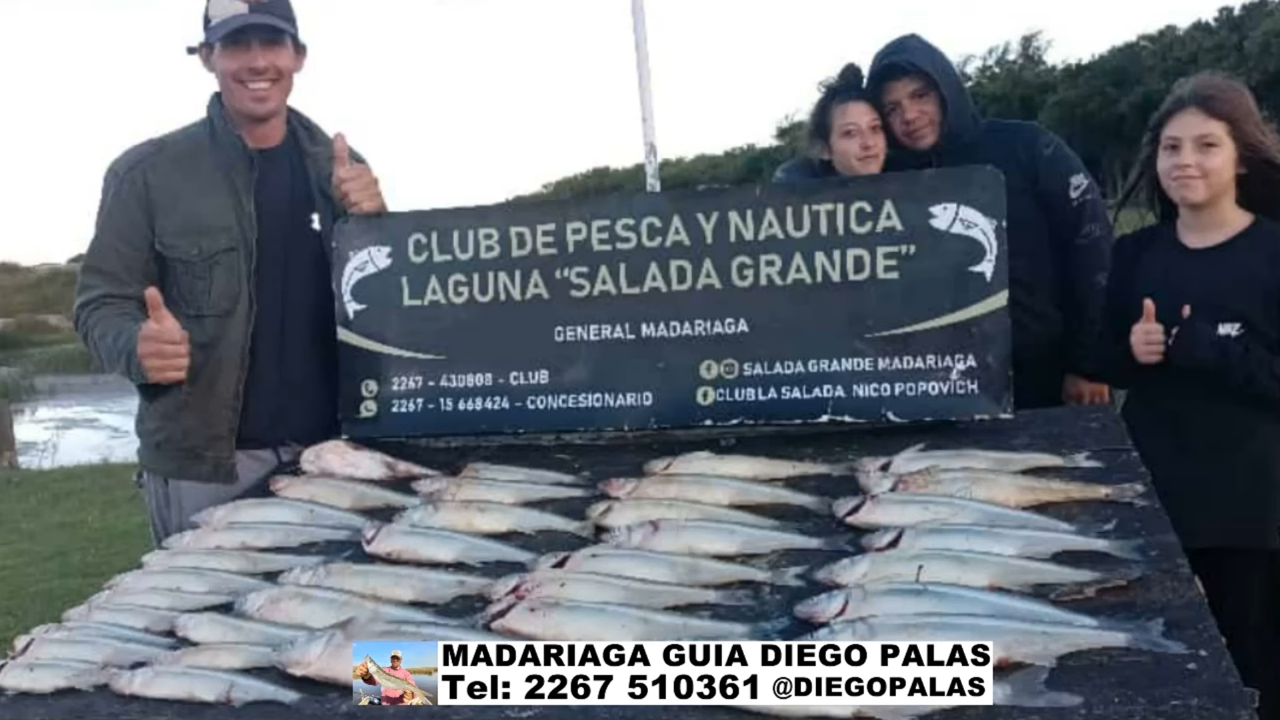 CLUB DE PESCA Y NAUTICA
LAGUNA "SALADA GRANDE"
GENERAL MADARIAGA
2267 - 430808 - CLUB
2267 - 15 668424 - CONCESIONARIO
SALADA GRANDE MADARIAGA
CLUB LA SALADA NICO POPOVICH
MADARIAGA GUIA DIEGO PALAS
Tel: 2267 510361 @DIEGOPALAS